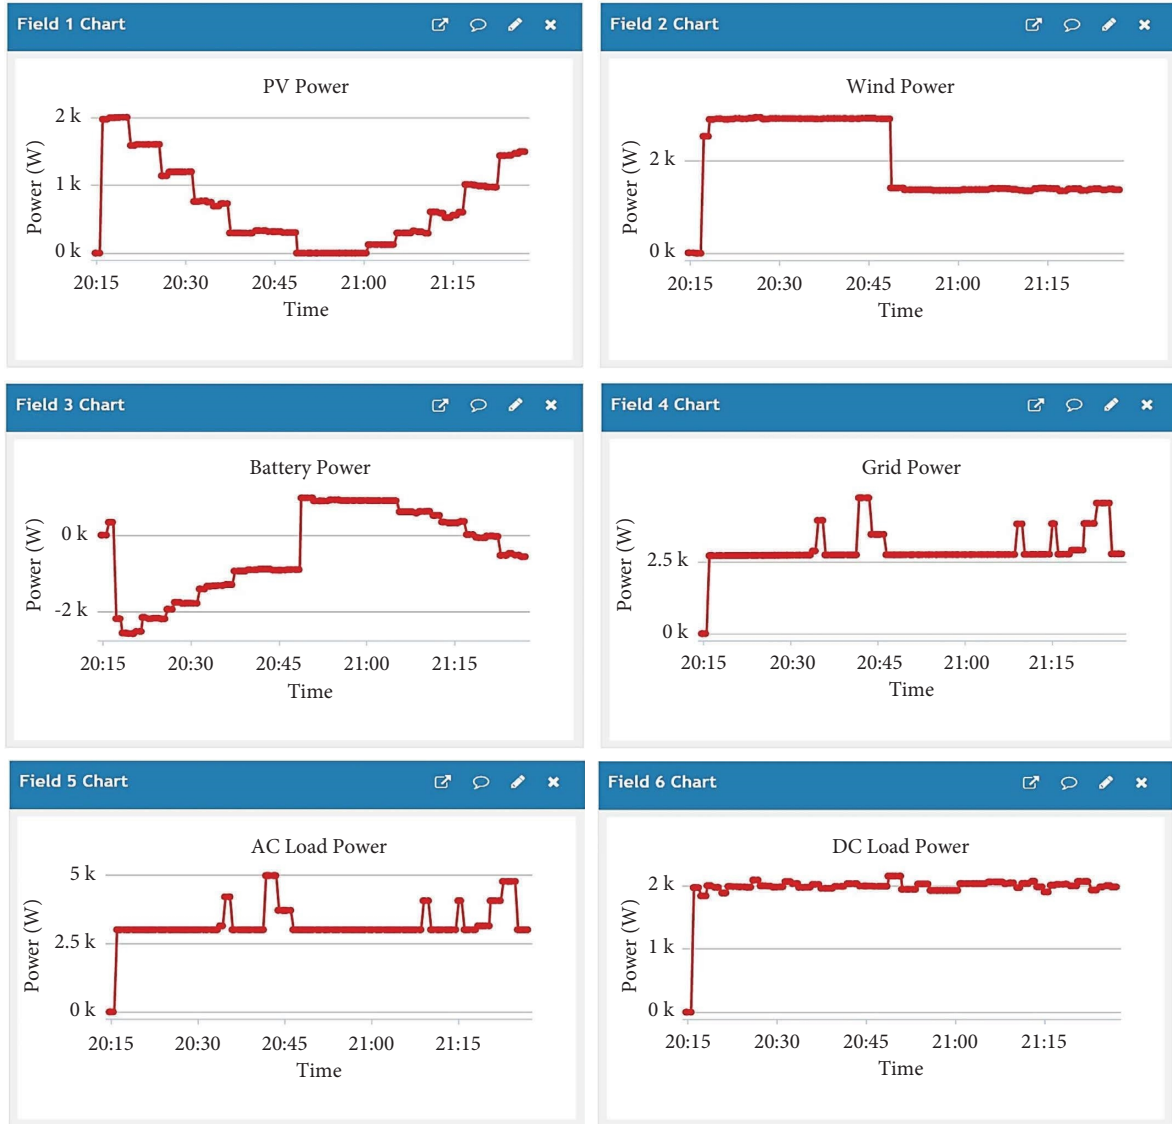 Field 1 Chart
PV Power
Power (W)
2 k
1 k
0 k
20:15 20:30 20:45 21:00 21:15
Time
Field 2 Chart
Wind Power
Power (W)
2 k
0 k
20:15 20:30 20:45 21:00 21:15
Time
Field 3 Chart
Battery Power
Power (W)
0 k
-2 k
20:15 20:30 20:45 21:00 21:15
Time
Field 4 Chart
Grid Power
Power (W)
2.5 k
0 k
20:15 20:30 20:45 21:00 21:15
Time
Field 5 Chart
AC Load Power
Power (W)
5 k
2.5 k
0 k
20:15 20:30 20:45 21:00 21:15
Time
Field 6 Chart
DC Load Power
Power (W)
2 k
1 k
0 k
20:15 20:30 20:45 21:00 21:15
Time